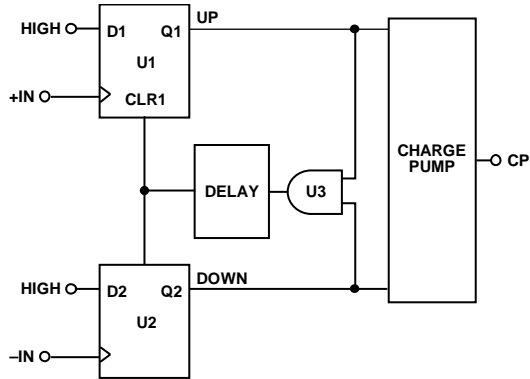 UP
HIGH D1 Q1
U1
+IN
CLR1
CHARGE
PUMP
CP
DELAY
U3
DOWN
HIGH D2 Q2
U2
–IN